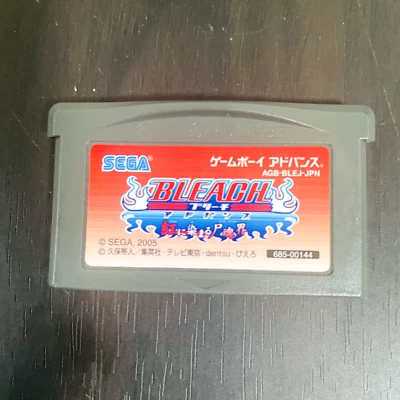 SEGA
ゲームボーイ アドバンス
AGB-BLEJ-JPN
BLEACH
ブリーチ
アドバンス
紅に染まる尸魂界
© SEGA, 2005
© 久保帯人／集英社・テレビ東京・dentsu・ぴえろ
685-00144